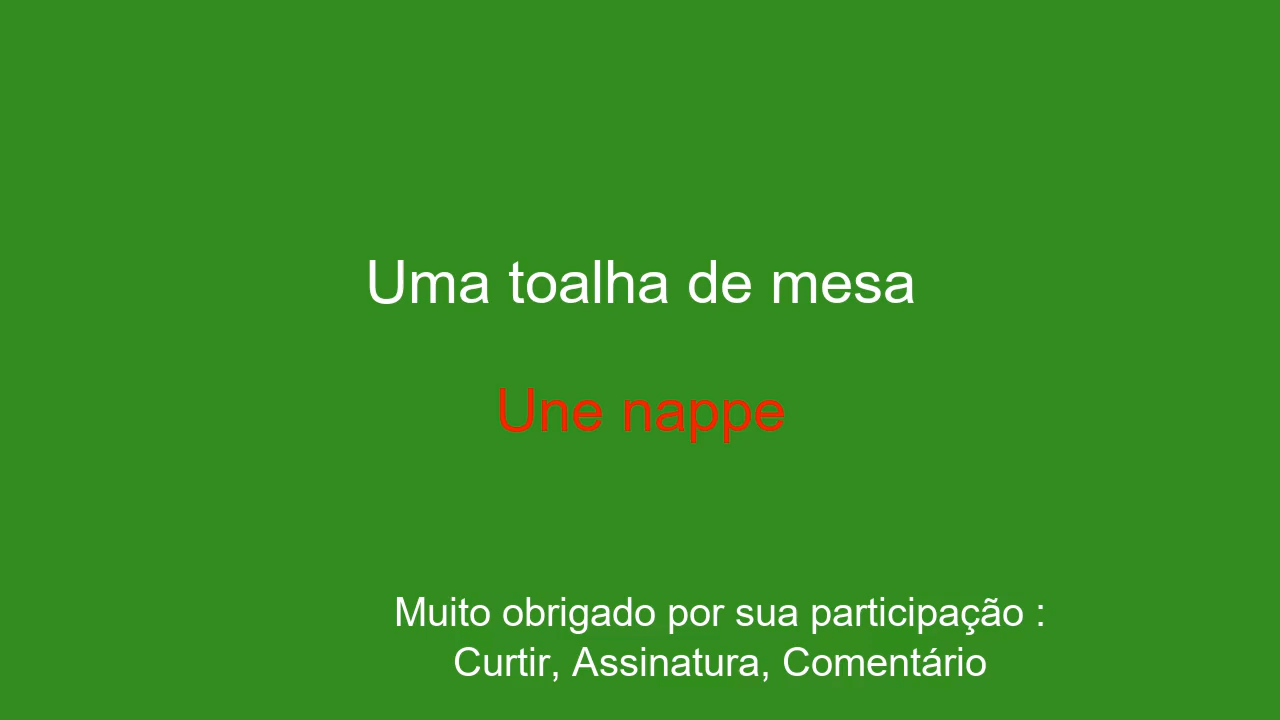 Uma toalha de mesa
Une nappe
Muito obrigado por sua participação :
Curtir, Assinatura, Comentário